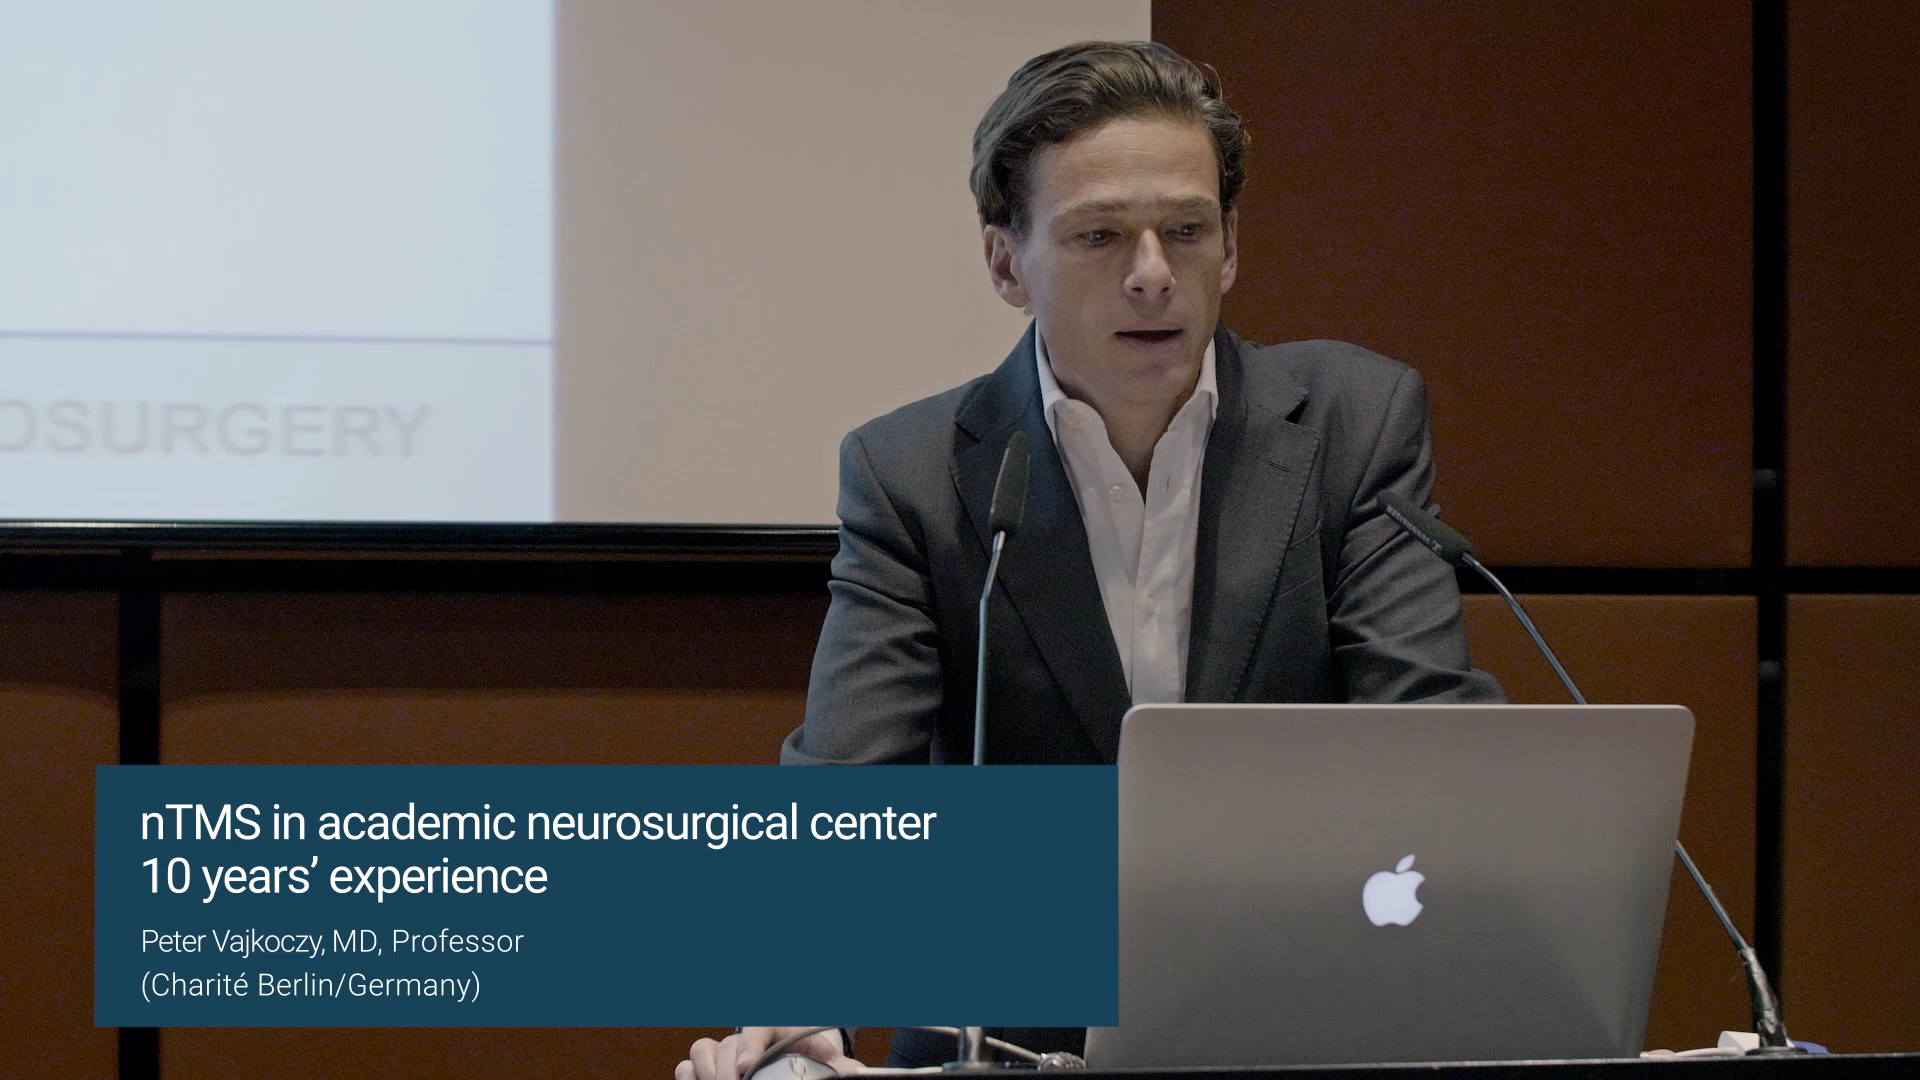 OSURGERY
nTMS in academic neurosurgical center
10 years’ experience
Peter Vajkoczy, MD, Professor
(Charité Berlin/Germany)